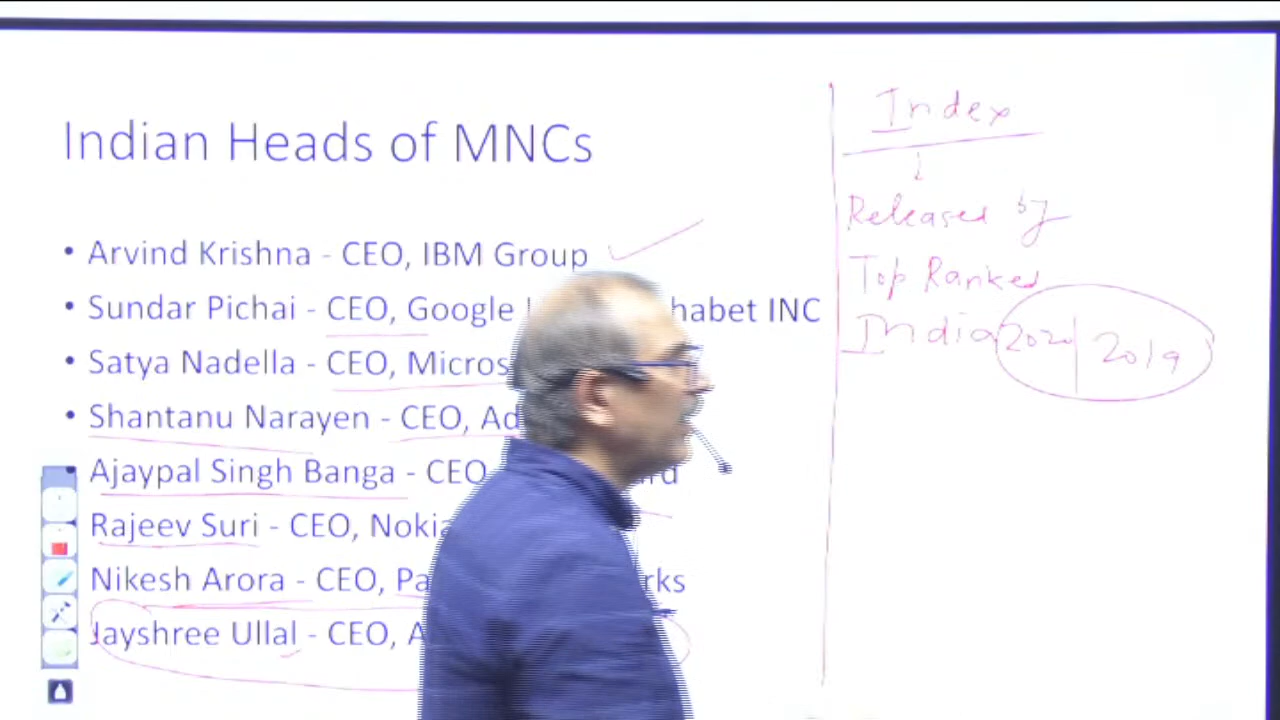 Indian Heads of MNCs
• Arvind Krishna - CEO, IBM Group
• Sundar Pichai - CEO, Google habet INC
• Satya Nadella - CEO, Micros
• Shantanu Narayen - CEO, Ad
• Ajaypal Singh Banga - CEO rd
Rajeev Suri - CEO, Nokia
Nikesh Arora - CEO, Pa rks
Jayshree Ullal - CEO, A
Index
Released by
Top Ranked
India 2020 | 2019